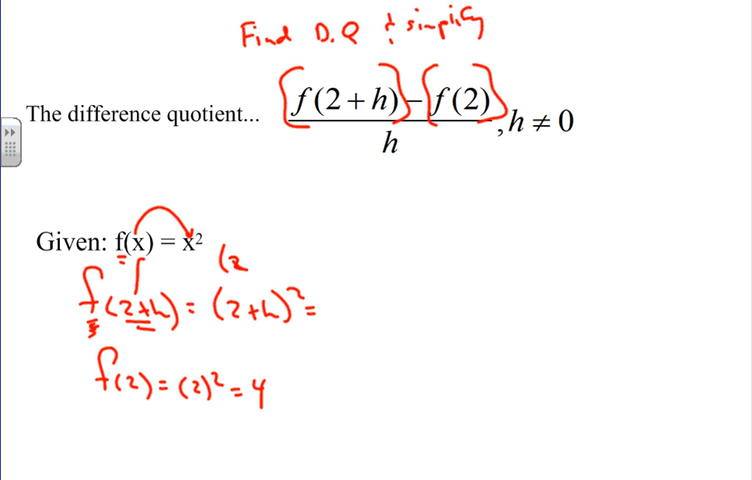 Find D.Q & simplify
The difference quotient... [f(2 + h)] − [f(2)] / h , h ≠ 0
Given: f(x) = x²
(2
f(2+h) = (2+h)² =
f(2) = (2)² = 4